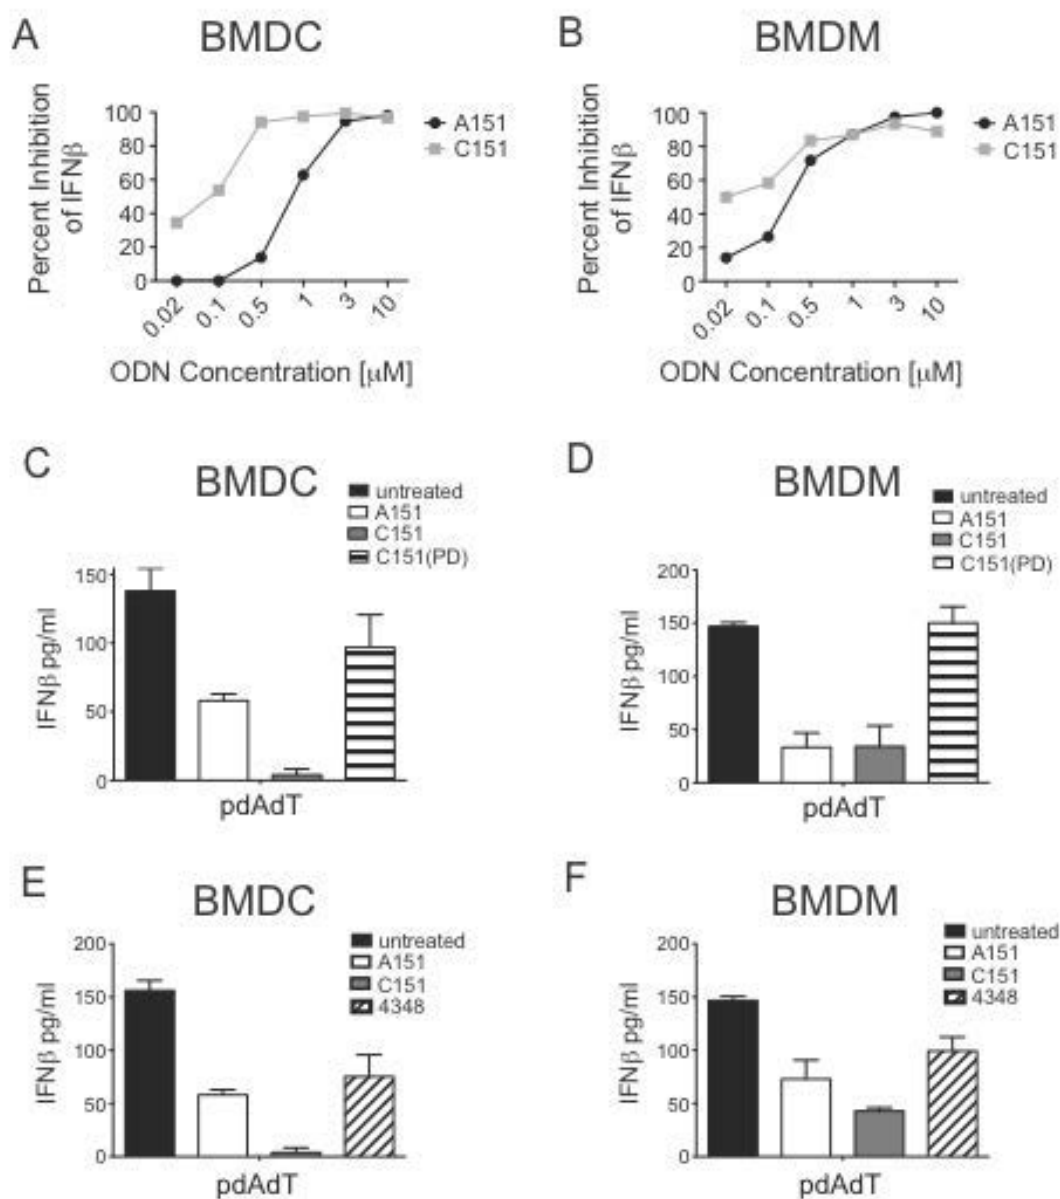 A
BMDC
Percent Inhibition
of IFNβ
100
80
60
40
20
0
0.02
0.1
0.5
1
3
10
ODN Concentration [μM]
A151
C151
B
BMDM
Percent Inhibition
of IFNβ
100
80
60
40
20
0
0.02
0.1
0.5
1
3
10
ODN Concentration [μM]
A151
C151
C
BMDC
untreated
A151
C151
C151(PD)
IFNβ pg/ml
150
100
50
0
pdAdT
D
BMDM
untreated
A151
C151
C151(PD)
IFNβ pg/ml
200
150
100
50
0
pdAdT
E
BMDC
untreated
A151
C151
4348
IFNβ pg/ml
200
150
100
50
0
pdAdT
F
BMDM
untreated
A151
C151
4348
IFNβ pg/ml
200
150
100
50
0
pdAdT